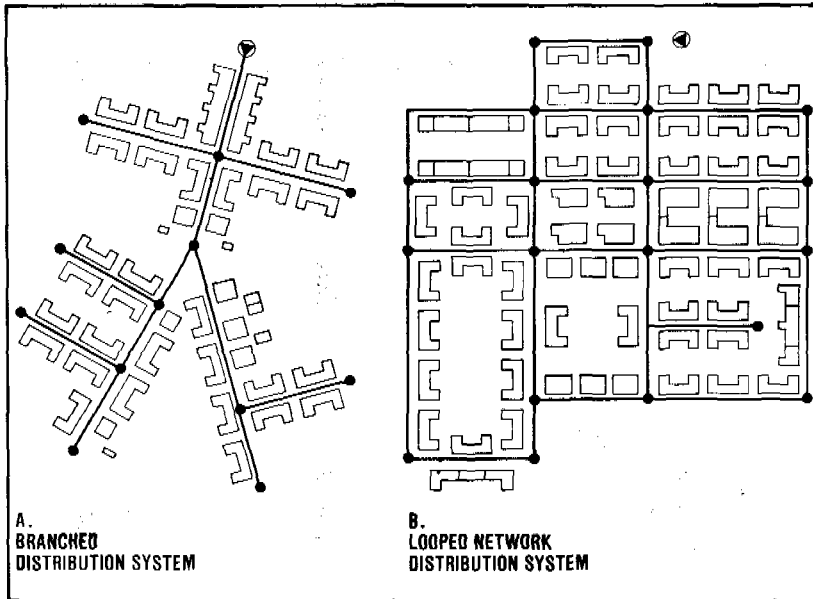 A.
BRANCHED
DISTRIBUTION SYSTEM
B.
LOOPED NETWORK
DISTRIBUTION SYSTEM